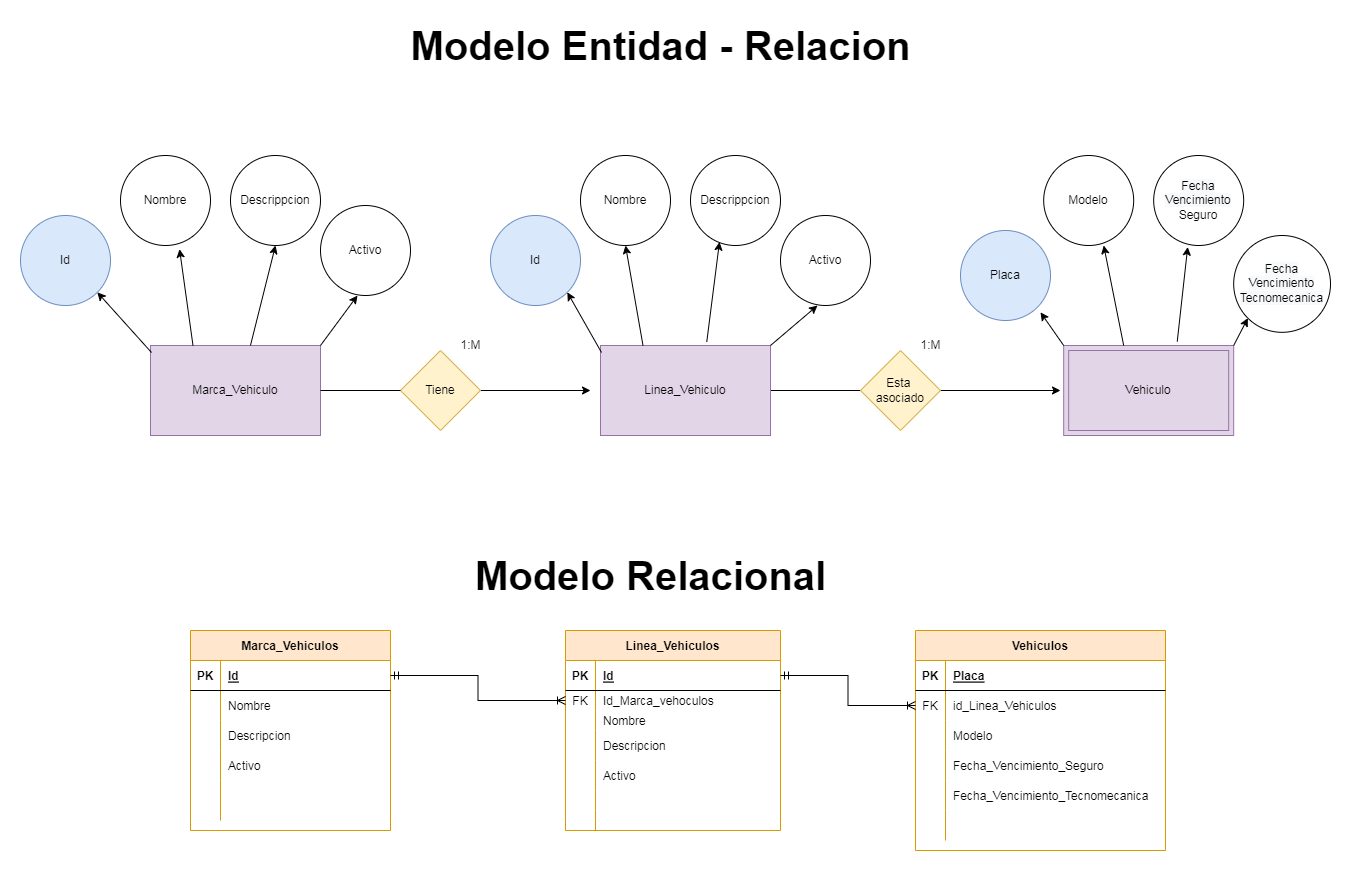 Modelo Entidad - Relacion
Nombre
Descrippcion
Activo
Id
Nombre
Descrippcion
Activo
Id
Modelo
Fecha
Vencimiento
Seguro
Placa
Fecha
Vencimiento
Tecnomecanica
1:M
1:M
Marca_Vehiculo
Tiene
Linea_Vehiculo
Esta
asociado
Vehiculo
Modelo Relacional
Marca_Vehiculos
PK Id
Nombre
Descripcion
Activo
Linea_Vehiculos
PK Id
FK Id_Marca_vehoculos
Nombre
Descripcion
Activo
Vehiculos
PK Placa
FK id_Linea_Vehiculos
Modelo
Fecha_Vencimiento_Seguro
Fecha_Vencimiento_Tecnomecanica